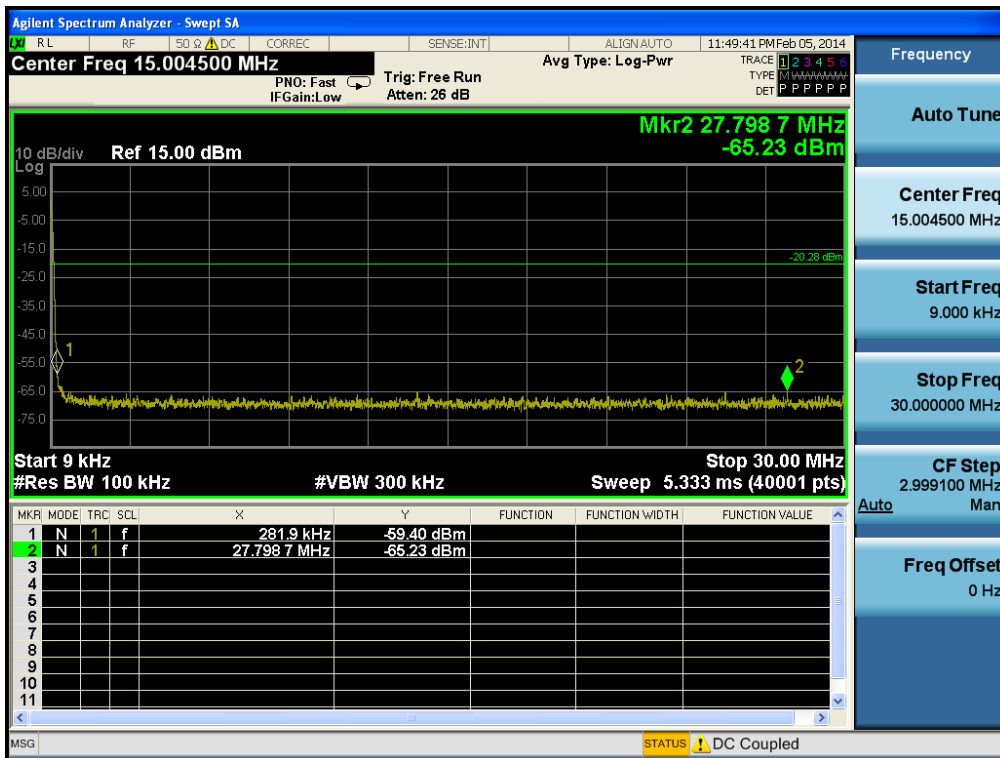 Agilent Spectrum Analyzer - Swept SA
LXI RL RF 50 Ω DC CORREC SENSE:INT ALIGN AUTO 11:49:41 PM Feb 05, 2014
Center Freq 15.004500 MHz
PNO: Fast
IFGain:Low
Trig: Free Run
Atten: 26 dB
Avg Type: Log-Pwr
TRACE 1 2 3 4 5 6
TYPE M
DET P P P P P P
Mkr2 27.798 7 MHz
-65.23 dBm
10 dB/div Ref 15.00 dBm
Log
5.00
-5.00
-15.0
-20.28 dBm
-25.0
-35.0
-45.0
1
-55.0
2
-65.0
-75.0
Start 9 kHz Stop 30.00 MHz
#Res BW 100 kHz #VBW 300 kHz Sweep 5.333 ms (40001 pts)
MKR MODE TRC SCL X Y FUNCTION FUNCTION WIDTH FUNCTION VALUE
1 N 1 f 281.9 kHz -59.40 dBm
2 N 1 f 27.798 7 MHz -65.23 dBm
3
4
5
6
7
8
9
10
11
MSG STATUS DC Coupled
Frequency
Auto Tune
Center Freq
15.004500 MHz
Start Freq
9.000 kHz
Stop Freq
30.000000 MHz
CF Step
2.999100 MHz
Auto Man
Freq Offset
0 Hz